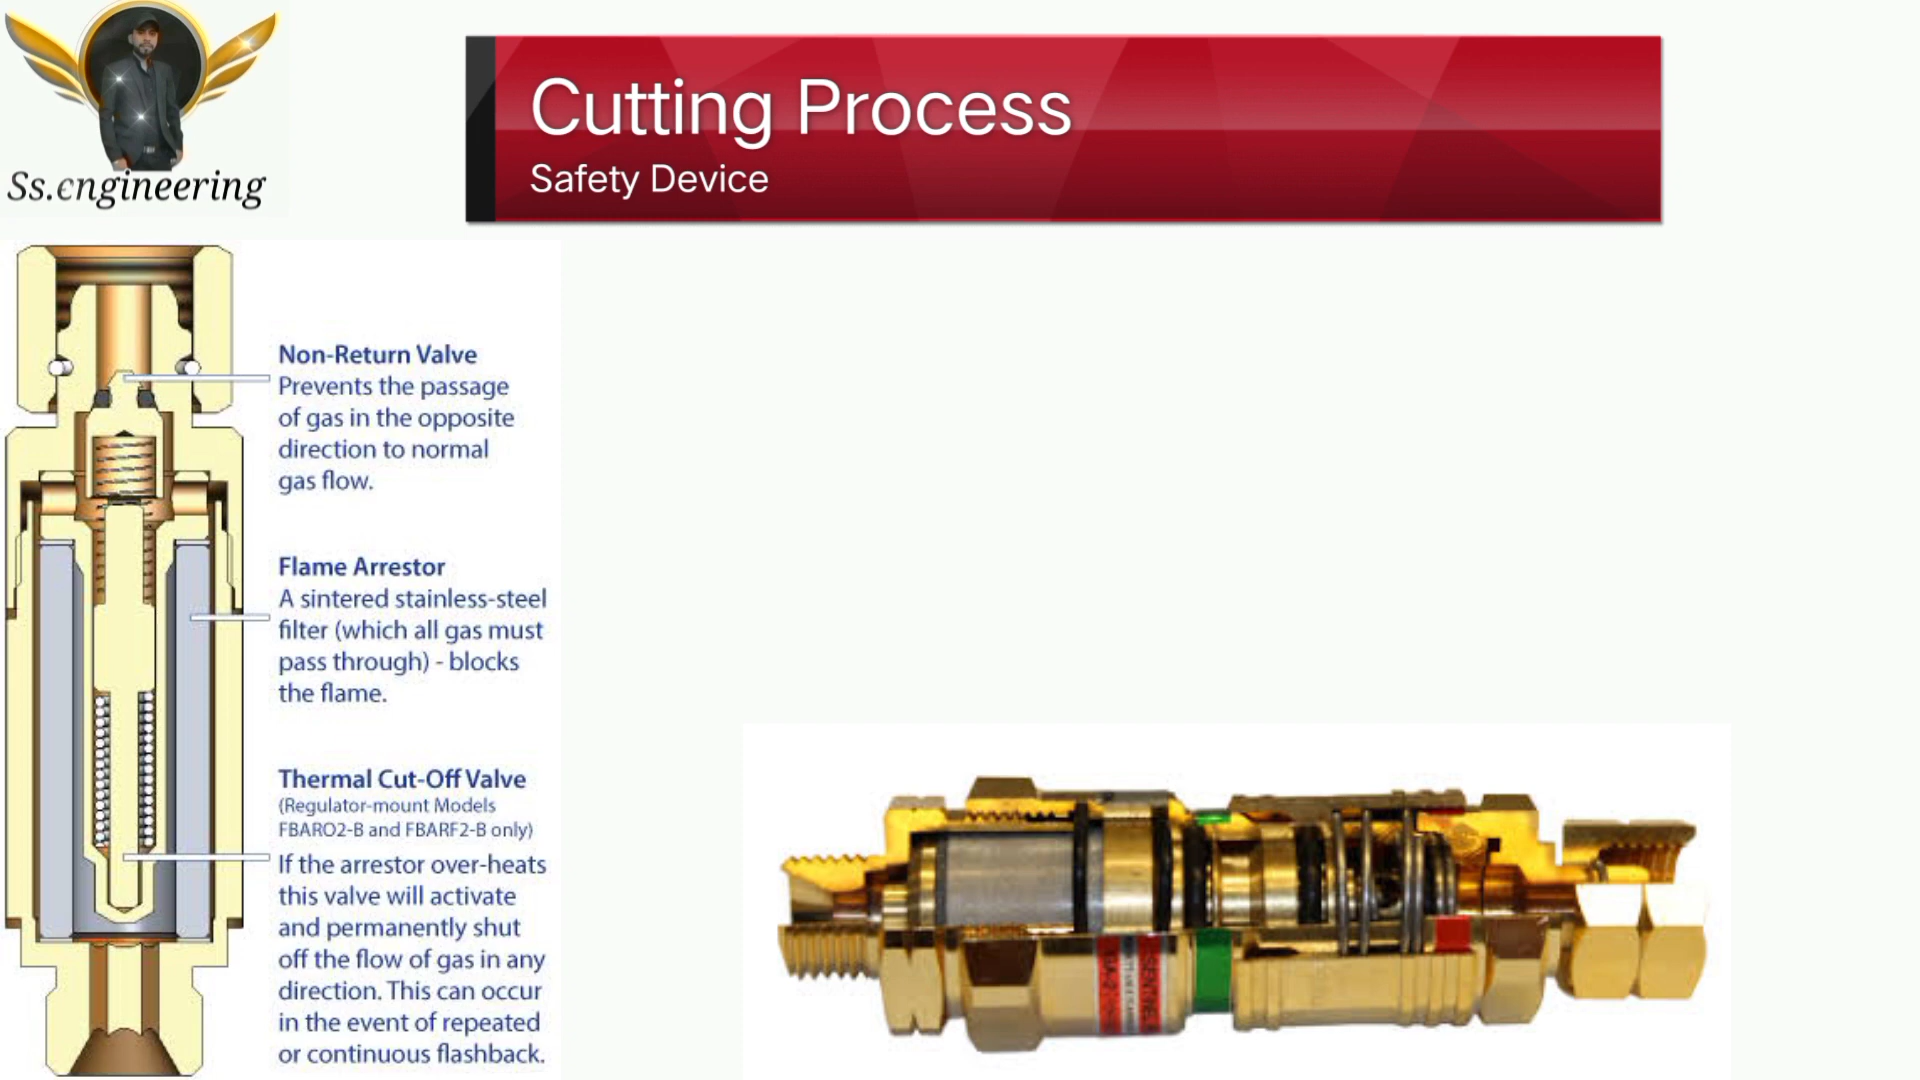 Ss.engineering
Cutting Process
Safety Device
Non-Return Valve
Prevents the passage
of gas in the opposite
direction to normal
gas flow.
Flame Arrestor
A sintered stainless-steel
filter (which all gas must
pass through) - blocks
the flame.
Thermal Cut-Off Valve
(Regulator-mount Models
FBARO2-B and FBARF2-B only)
If the arrestor over-heats
this valve will activate
and permanently shut
off the flow of gas in any
direction. This can occur
in the event of repeated
or continuous flashback.
SENTINEL